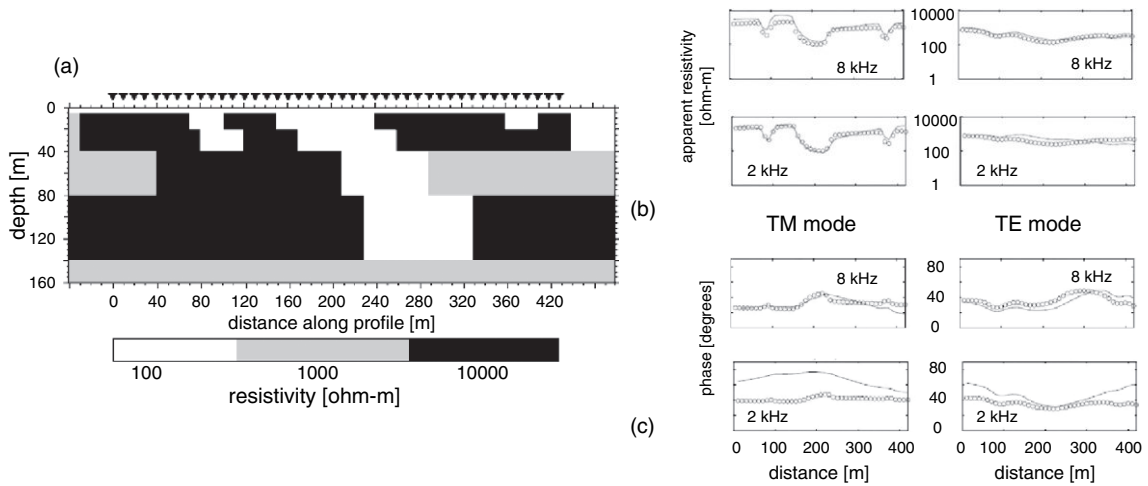 (a)
0
40
80
120
160
depth [m]
0 40 80 120 160 200 240 280 320 360 420
distance along profile [m]
100 1000 10000
resistivity [ohm-m]
(b)
apparent resistivity
[ohm-m]
8 kHz
10000
100
1
8 kHz
2 kHz
10000
100
1
2 kHz
TM mode
TE mode
(c)
phase [degrees]
8 kHz
80
40
0
8 kHz
2 kHz
80
40
0
2 kHz
0 100 200 300 400
distance [m]
0 100 200 300 400
distance [m]